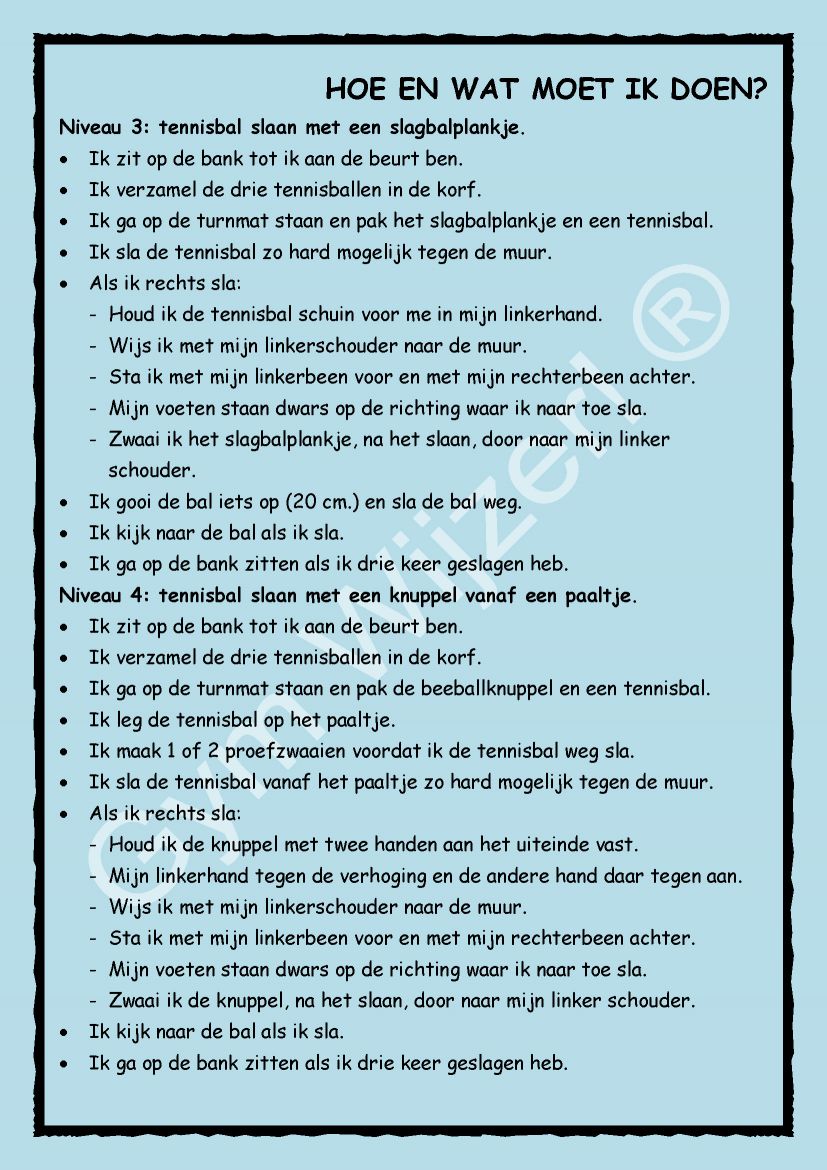 HOE EN WAT MOET IK DOEN?
Niveau 3: tennisbal slaan met een slagbalplankje.
• Ik zit op de bank tot ik aan de beurt ben.
• Ik verzamel de drie tennisballen in de korf.
• Ik ga op de turnmat staan en pak het slagbalplankje en een tennisbal.
• Ik sla de tennisbal zo hard mogelijk tegen de muur.
• Als ik rechts sla:
- Houd ik de tennisbal schuin voor me in mijn linkerhand.
- Wijs ik met mijn linkerschouder naar de muur.
- Sta ik met mijn linkerbeen voor en met mijn rechterbeen achter.
- Mijn voeten staan dwars op de richting waar ik naar toe sla.
- Zwaai ik het slagbalplankje, na het slaan, door naar mijn linker
schouder.
• Ik gooi de bal iets op (20 cm.) en sla de bal weg.
• Ik kijk naar de bal als ik sla.
• Ik ga op de bank zitten als ik drie keer geslagen heb.
Niveau 4: tennisbal slaan met een knuppel vanaf een paaltje.
• Ik zit op de bank tot ik aan de beurt ben.
• Ik verzamel de drie tennisballen in de korf.
• Ik ga op de turnmat staan en pak de beeballknuppel en een tennisbal.
• Ik leg de tennisbal op het paaltje.
• Ik maak 1 of 2 proefzwaaien voordat ik de tennisbal weg sla.
• Ik sla de tennisbal vanaf het paaltje zo hard mogelijk tegen de muur.
• Als ik rechts sla:
- Houd ik de knuppel met twee handen aan het uiteinde vast.
- Mijn linkerhand tegen de verhoging en de andere hand daar tegen aan.
- Wijs ik met mijn linkerschouder naar de muur.
- Sta ik met mijn linkerbeen voor en met mijn rechterbeen achter.
- Mijn voeten staan dwars op de richting waar ik naar toe sla.
- Zwaai ik de knuppel, na het slaan, door naar mijn linker schouder.
• Ik kijk naar de bal als ik sla.
• Ik ga op de bank zitten als ik drie keer geslagen heb.
Gym Wijzer! ®